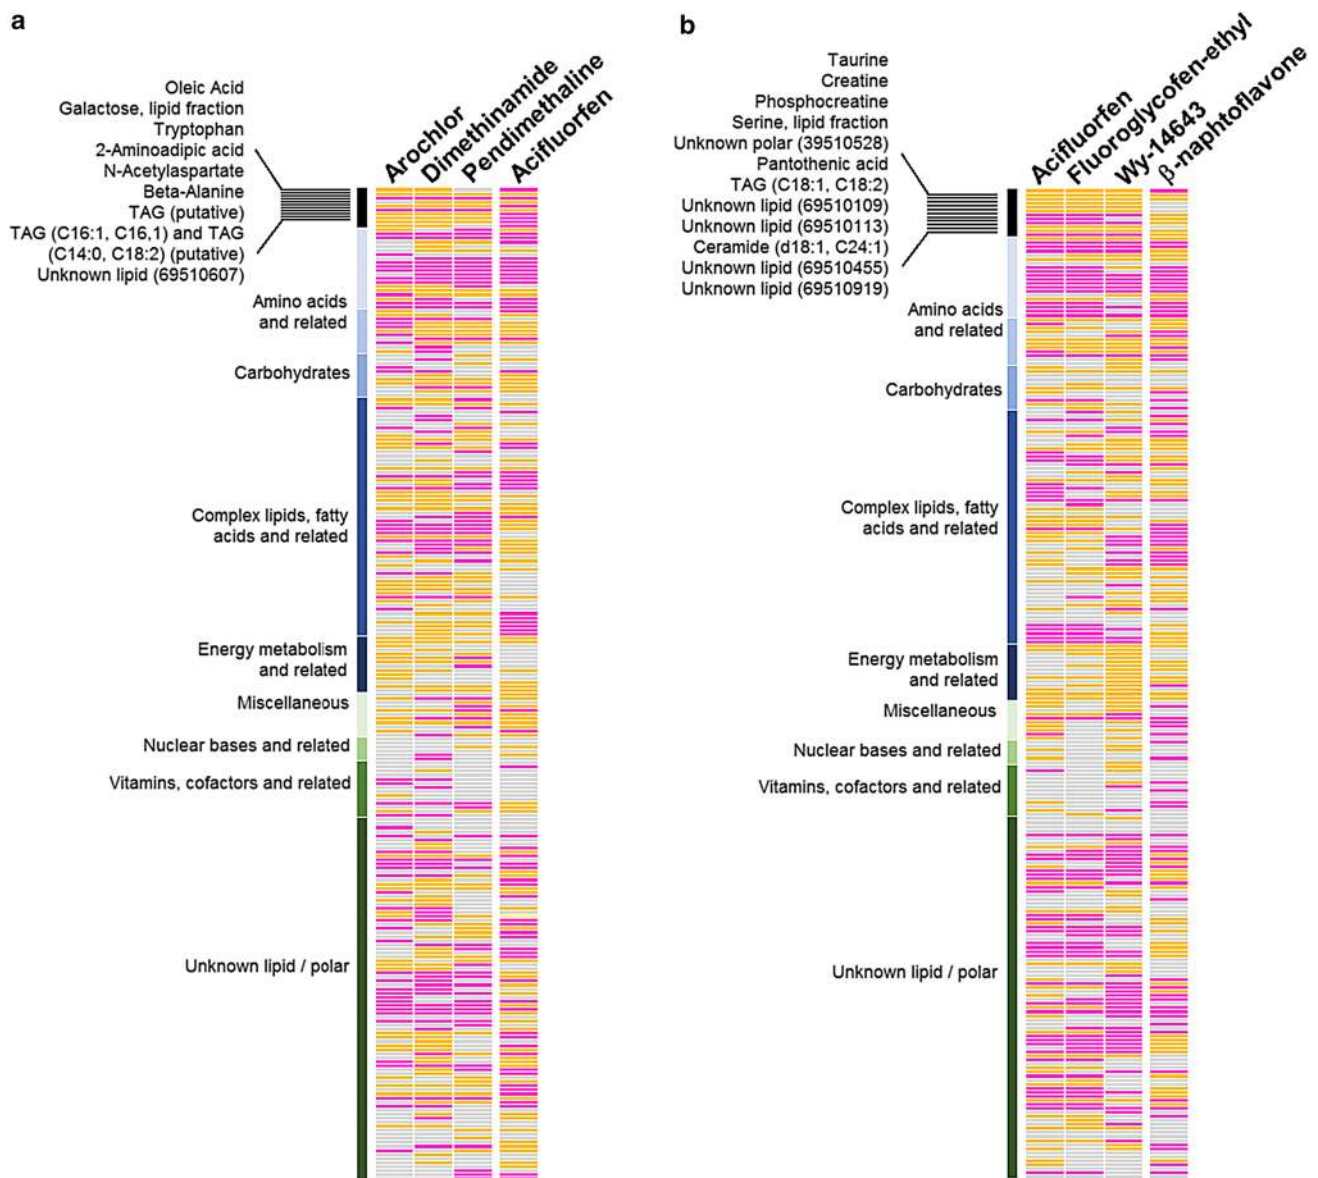 a
Oleic Acid
Galactose, lipid fraction
Tryptophan
2-Aminoadipic acid
N-Acetylaspartate
Beta-Alanine
TAG (putative)
TAG (C16:1, C16,1) and TAG
(C14:0, C18:2) (putative)
Unknown lipid (69510607)
Arochlor
Dimethinamide
Pendimethaline
Acifluorfen
Amino acids
and related
Carbohydrates
Complex lipids, fatty
acids and related
Energy metabolism
and related
Miscellaneous
Nuclear bases and related
Vitamins, cofactors and related
Unknown lipid / polar
b
Taurine
Creatine
Phosphocreatine
Serine, lipid fraction
Unknown polar (39510528)
Pantothenic acid
TAG (C18:1, C18:2)
Unknown lipid (69510109)
Unknown lipid (69510113)
Ceramide (d18:1, C24:1)
Unknown lipid (69510455)
Unknown lipid (69510919)
Acifluorfen
Fluoroglycofen-ethyl
Wy-14643
β-naphtoflavone
Amino acids
and related
Carbohydrates
Complex lipids, fatty
acids and related
Energy metabolism
and related
Miscellaneous
Nuclear bases and related
Vitamins, cofactors and related
Unknown lipid / polar